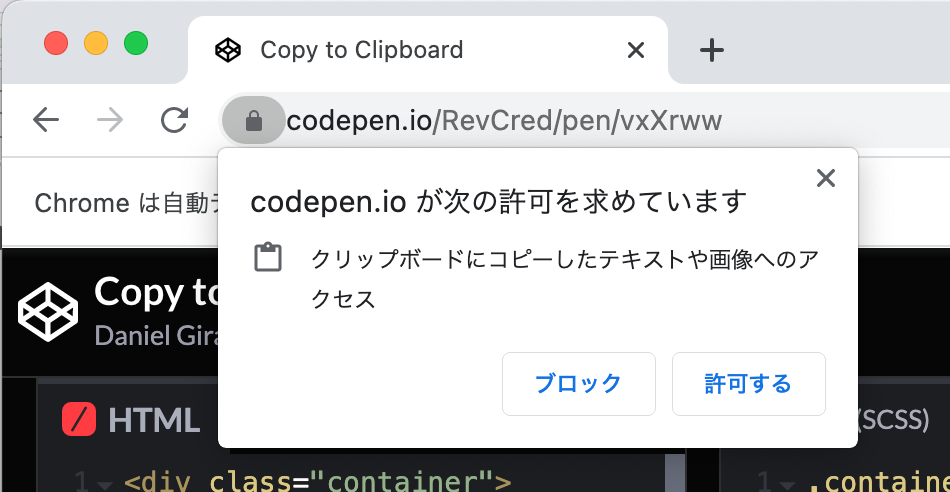 Copy to Clipboard
codepen.io/RevCred/pen/vxXrww
Chrome は自動
codepen.io が次の許可を求めています
クリップボードにコピーしたテキストや画像へのア
クセス
ブロック
許可する
Copy to
Daniel Gira
HTML
(SCSS)
1 <div class="container">
1 .containe